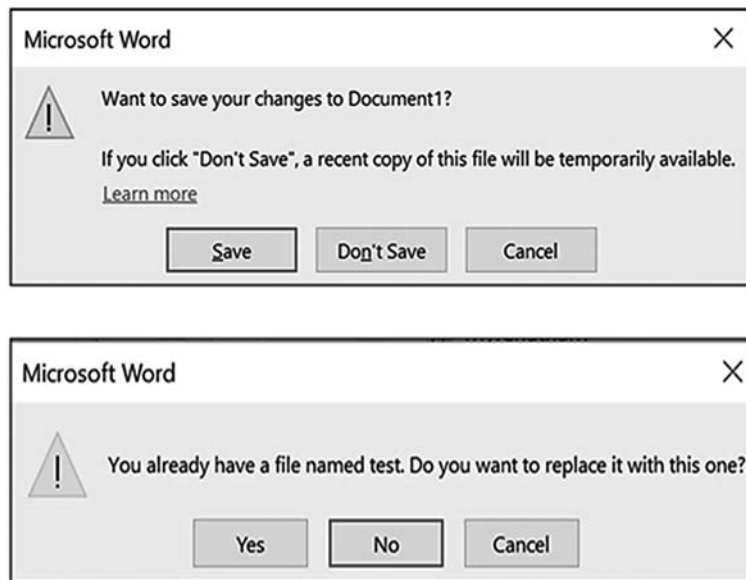 Microsoft Word
Want to save your changes to Document1?
If you click "Don't Save", a recent copy of this file will be temporarily available.
Learn more
Save Don't Save Cancel
Microsoft Word
You already have a file named test. Do you want to replace it with this one?
Yes No Cancel